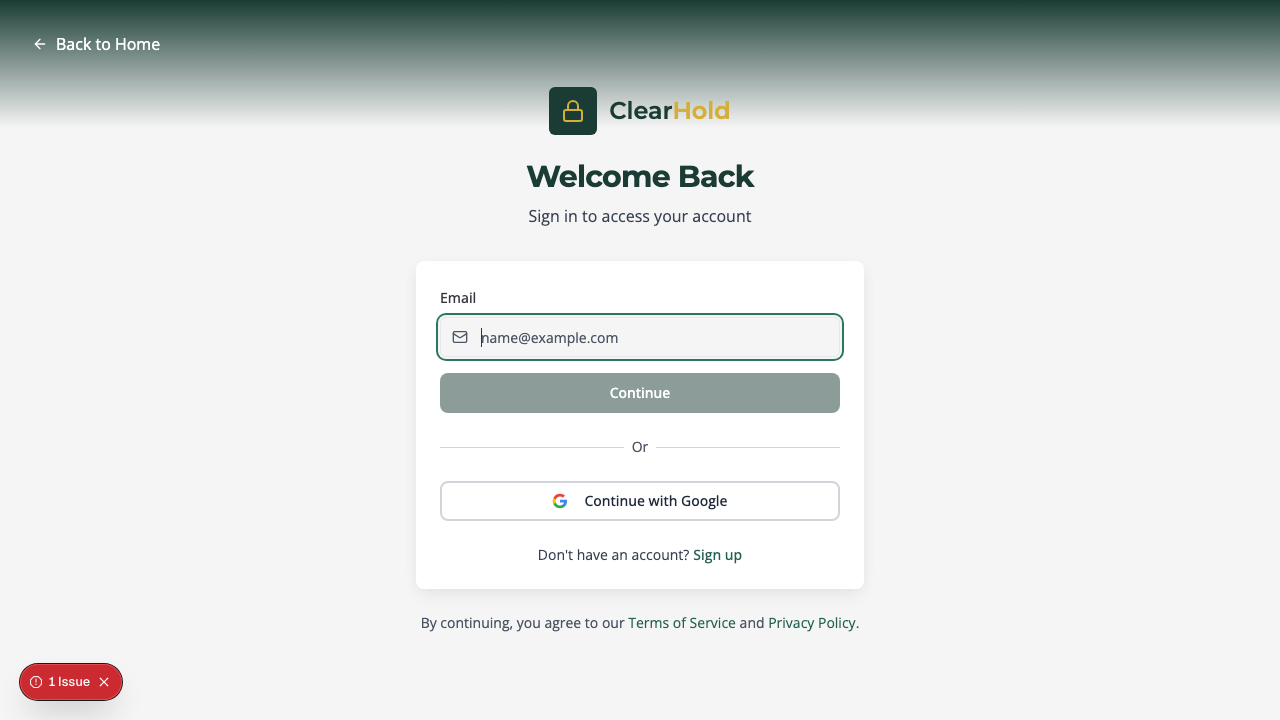 Back to Home
ClearHold
Welcome Back
Sign in to access your account
Email
name@example.com
Continue
Or
Continue with Google
Don't have an account? Sign up
By continuing, you agree to our Terms of Service and Privacy Policy.
1 Issue